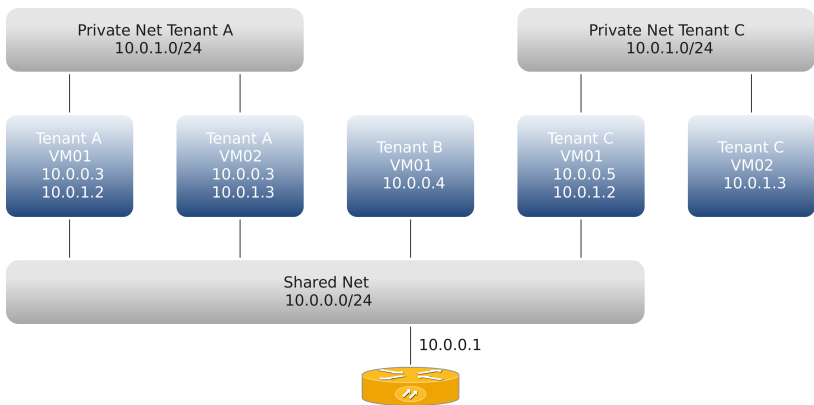 Private Net Tenant A
10.0.1.0/24
Private Net Tenant C
10.0.1.0/24
Tenant A
VM01
10.0.0.3
10.0.1.2
Tenant A
VM02
10.0.0.3
10.0.1.3
Tenant B
VM01
10.0.0.4
Tenant C
VM01
10.0.0.5
10.0.1.2
Tenant C
VM02
10.0.1.3
Shared Net
10.0.0.0/24
10.0.0.1